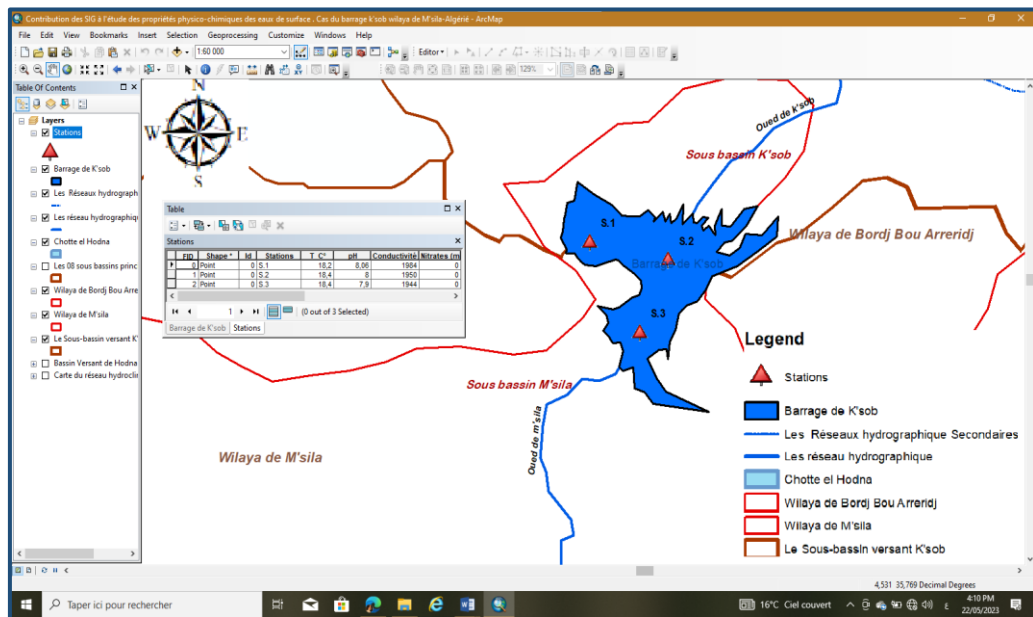 Contribution des SIG à l'étude des propriétés physico-chimiques des eaux de surface . Cas du barrage k'sob wilaya de M'sila-Algérié - ArcMap
File Edit View Bookmarks Insert Selection Geoprocessing Customize Windows Help
1:60 000
Editor
129%
Table Of Contents
Layers
Stations
Barrage de K'sob
Les Réseaux hydrograph
Les réseau hydrographiq
Chotte el Hodna
Les 08 sous bassins princ
Wilaya de Bordj Bou Arre
Wilaya de M'sila
Le Sous-bassin versant K'
Bassin Versant de Hodna
Carte du réseau hydroclir
N
W E
S
Oued de k'sob
Sous bassin K'sob
Wilaya de Bordj Bou Arreridj
S.1
S.2
Barrage de K'sob
S.3
Sous bassin M'sila
Oued de m'sila
Wilaya de M'sila
Table
Stations
FID Shape * Id Stations T_C° pH Conductivité Nitrates (m
0 Point 0 S.1 18,2 8,06 1984 0
1 Point 0 S.2 18,4 8 1950 0
2 Point 0 S.3 18,4 7,9 1944 0
1 (0 out of 3 Selected)
Barrage de K'sob Stations
Legend
Stations
Barrage de K'sob
Les Réseaux hydrographique Secondaires
Les réseau hydrographique
Chotte el Hodna
Wilaya de Bordj Bou Arreridj
Wilaya de M'sila
Le Sous-bassin versant K'sob
4,531 35,769 Decimal Degrees
Taper ici pour rechercher
16°C Ciel couvert
ع
4:10 PM
22/05/2023